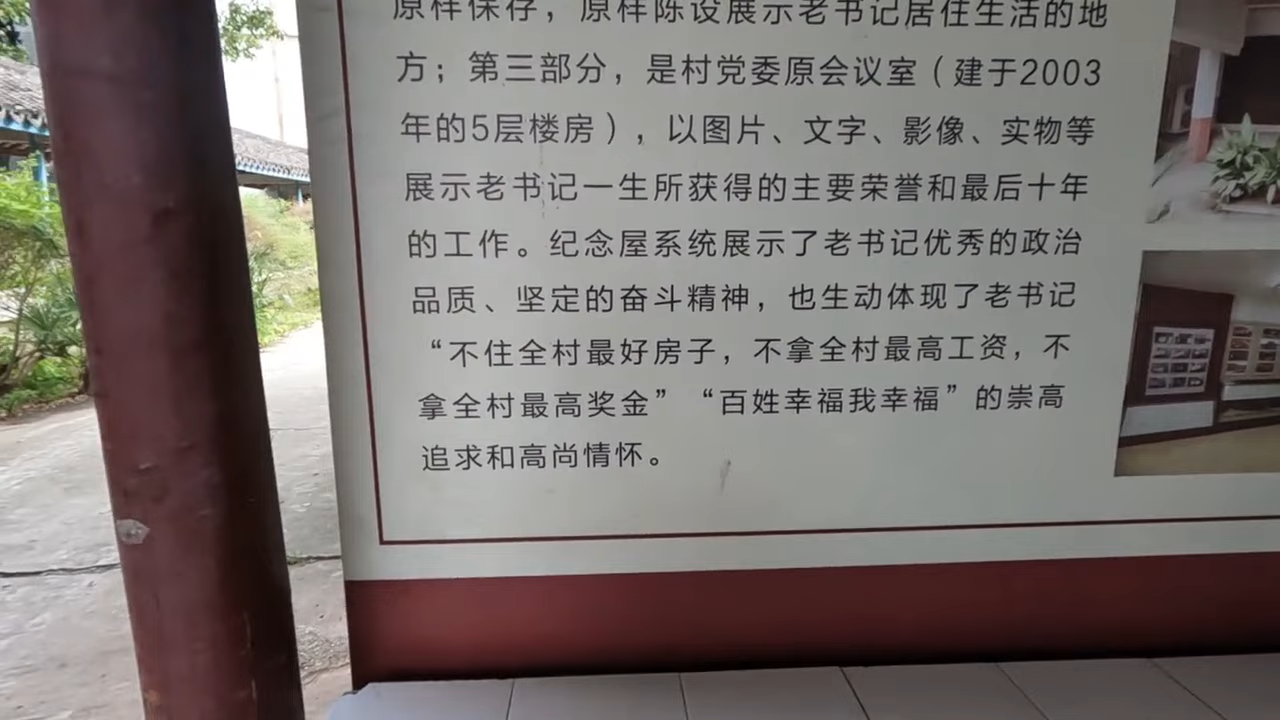 原样保存，原样陈设展示老书记居住生活的地
方；第三部分，是村党委原会议室（建于2003
年的5层楼房），以图片、文字、影像、实物等
展示老书记一生所获得的主要荣誉和最后十年
的工作。纪念屋系统展示了老书记优秀的政治
品质、坚定的奋斗精神，也生动体现了老书记
“不住全村最好房子，不拿全村最高工资，不
拿全村最高奖金”“百姓幸福我幸福”的崇高
追求和高尚情怀。